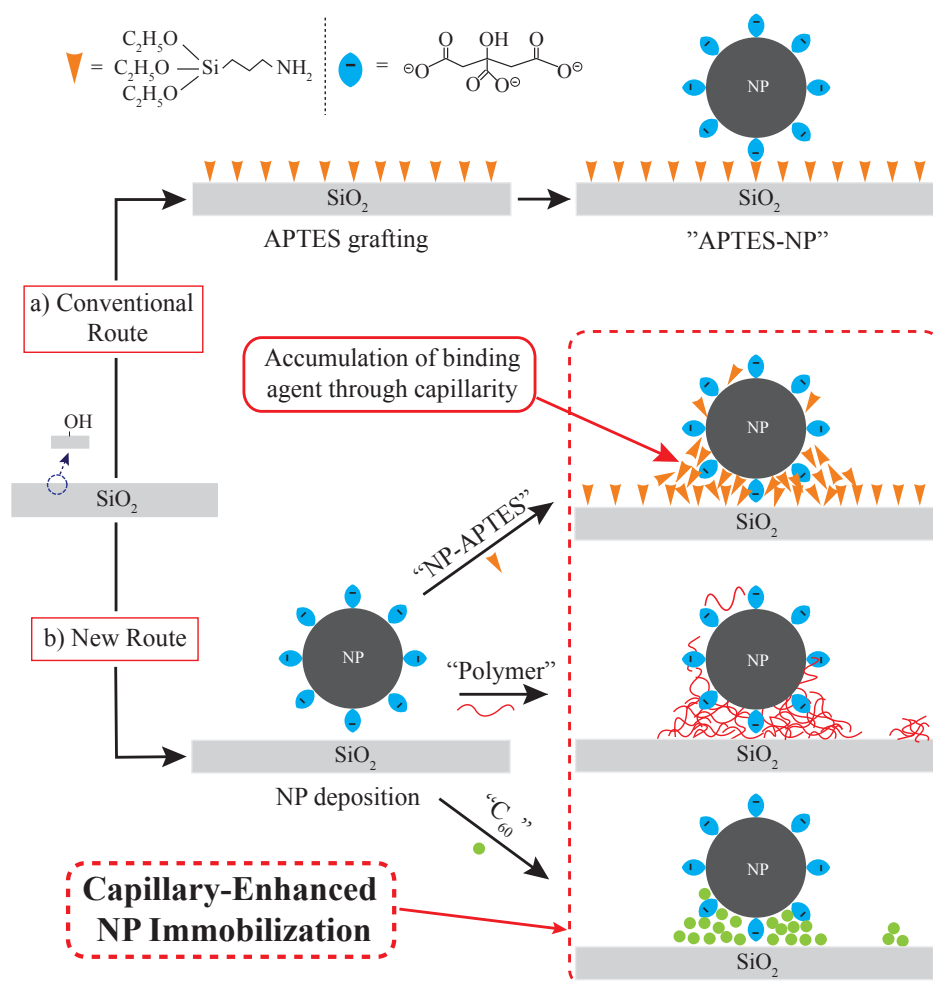 C₂H₅O
C₂H₅O
C₂H₅O
Si
NH₂
=
-
=
O
OH
O
⊖O
O⊖
O
O⊖
NP
SiO₂
APTES grafting
SiO₂
”APTES-NP”
a) Conventional
Route
Accumulation of binding
agent through capillarity
NP
OH
SiO₂
SiO₂
“NP-APTES”
b) New Route
NP
“Polymer”
NP
SiO₂
SiO₂
NP deposition
“C₆₀”
NP
Capillary-Enhanced
NP Immobilization
SiO₂